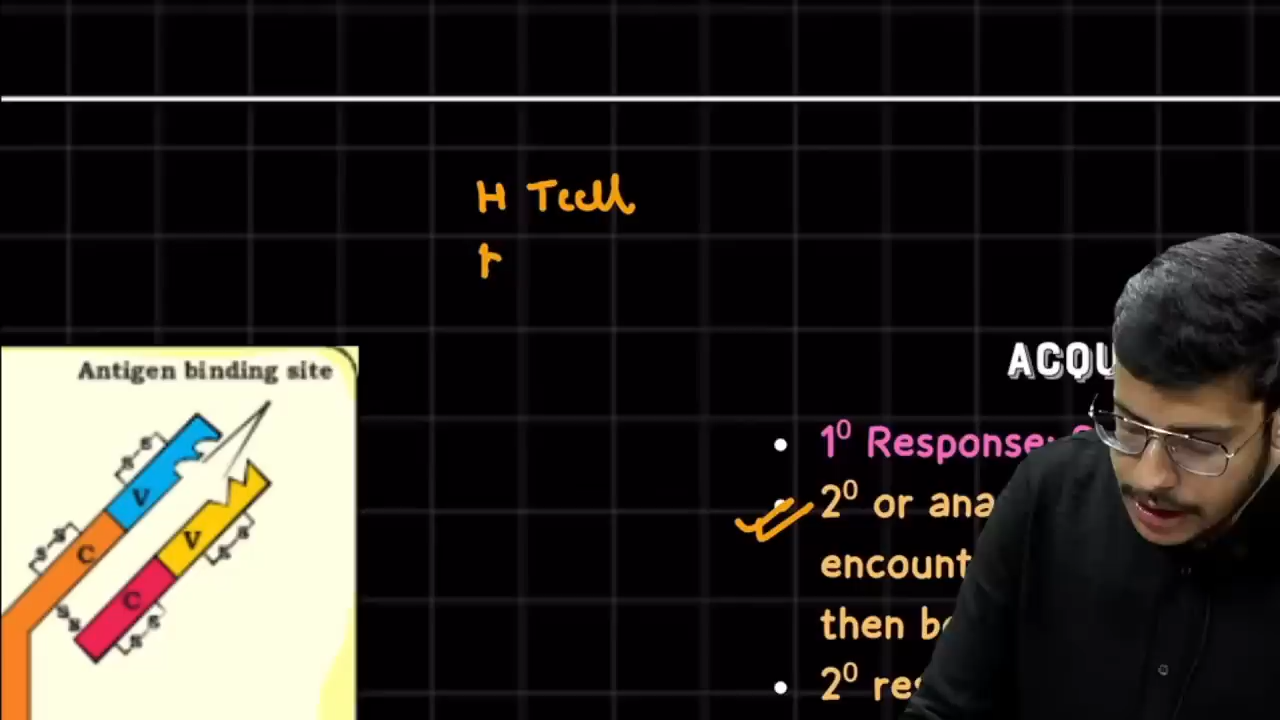 H Tcell
Antigen binding site
S S
V
S S
C
V
S S
C
S S
S S
ACQU
1⁰ Response:
2⁰ or ana
encount
then be
2⁰ res